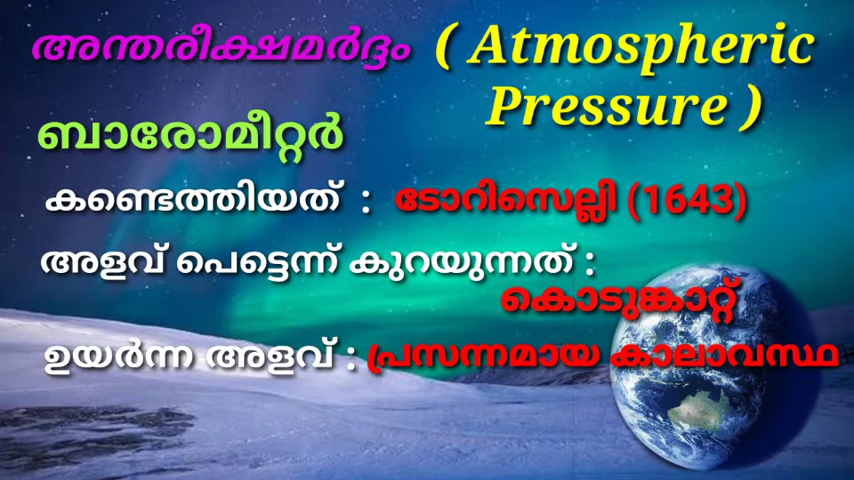 അന്തരീക്ഷമർദ്ദം ( Atmospheric
Pressure )
ബാരോമീറ്റർ
കണ്ടെത്തിയത് : ടോറിസെല്ലി (1643)
അളവ് പെട്ടെന്ന് കുറയുന്നത് :
കൊടുങ്കാറ്റ്
ഉയർന്ന അളവ് : പ്രസന്നമായ കാലാവസ്ഥ